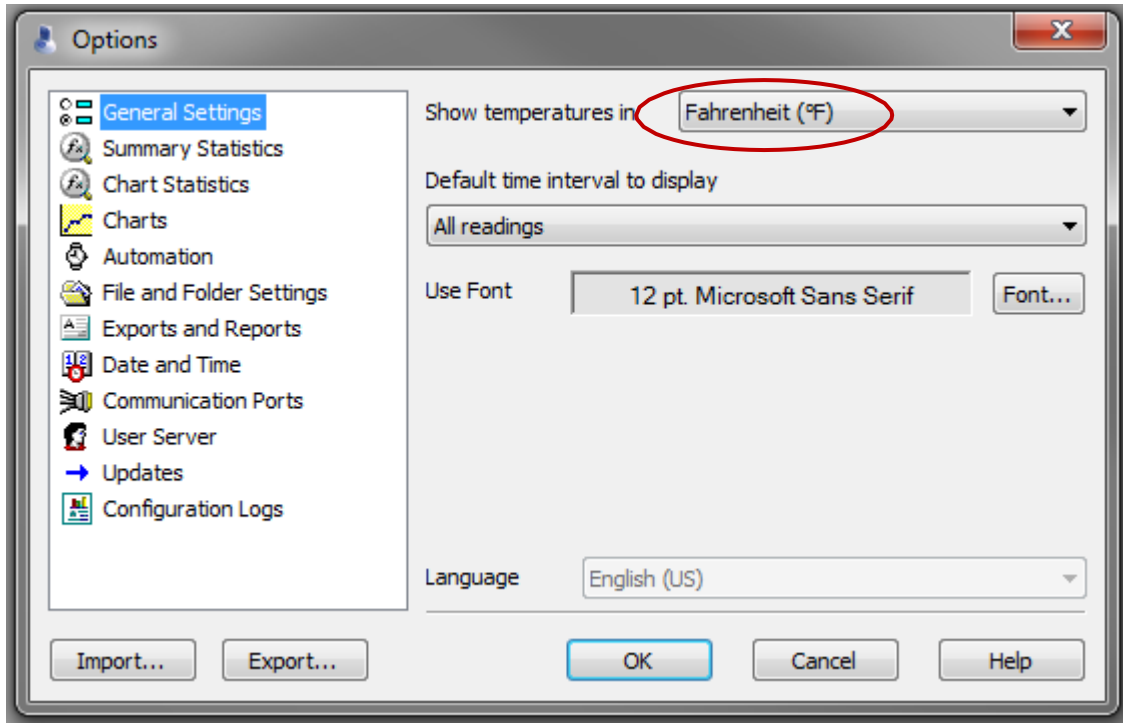 Options
General Settings
Summary Statistics
Chart Statistics
Charts
Automation
File and Folder Settings
Exports and Reports
Date and Time
Communication Ports
User Server
Updates
Configuration Logs
Show temperatures in
Fahrenheit (°F)
Default time interval to display
All readings
Use Font
12 pt. Microsoft Sans Serif
Font...
Language
English (US)
Import...
Export...
OK
Cancel
Help